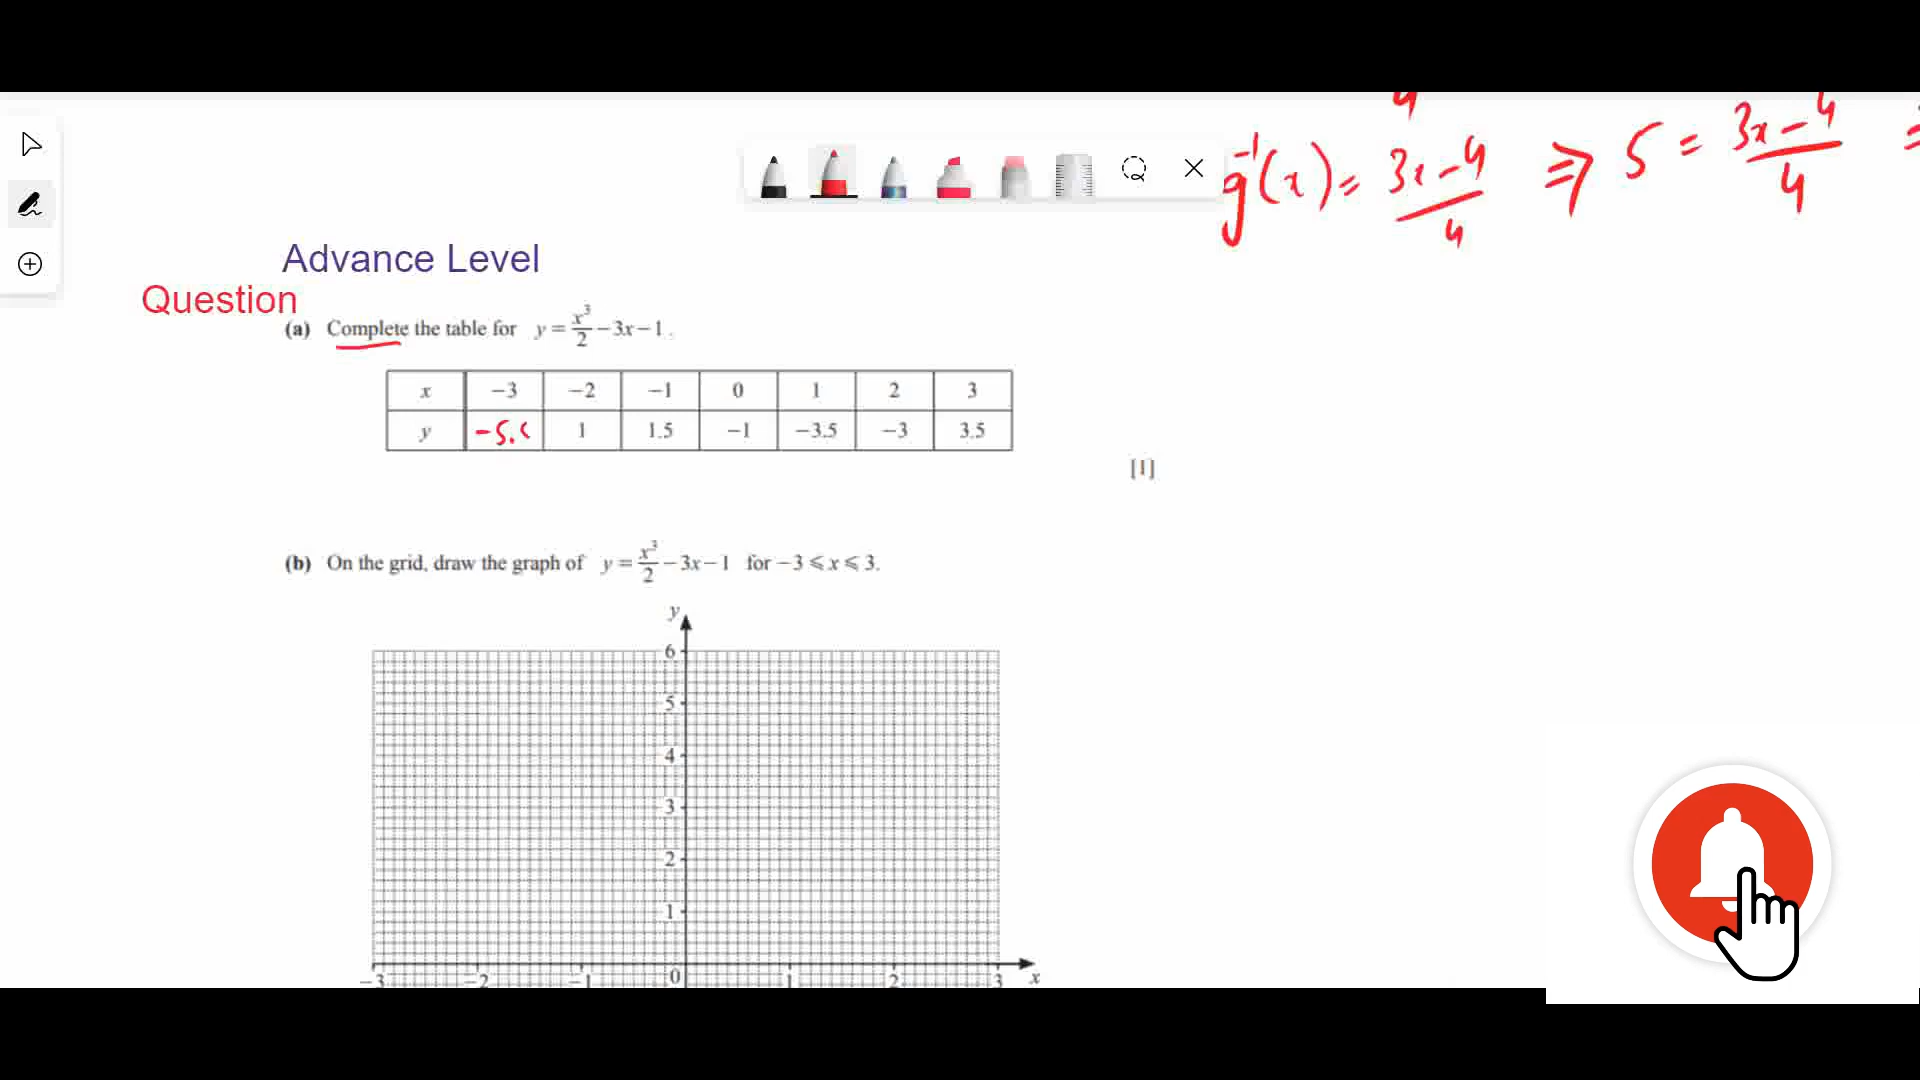 g⁻¹(x) = (3x-4)/4 ⇒ 5 = (3x-4)/4 =
Advance Level
Question
(a) Complete the table for y = x³/2 − 3x − 1 .
x −3 −2 −1 0 1 2 3
y 1 1.5 −1 −3.5 −3 3.5
[1]
(b) On the grid, draw the graph of y = x³/2 − 3x − 1 for −3 ⩽ x ⩽ 3.
y
6
5
4
3
2
1
−3 −2 −1 0 1 2 3 x